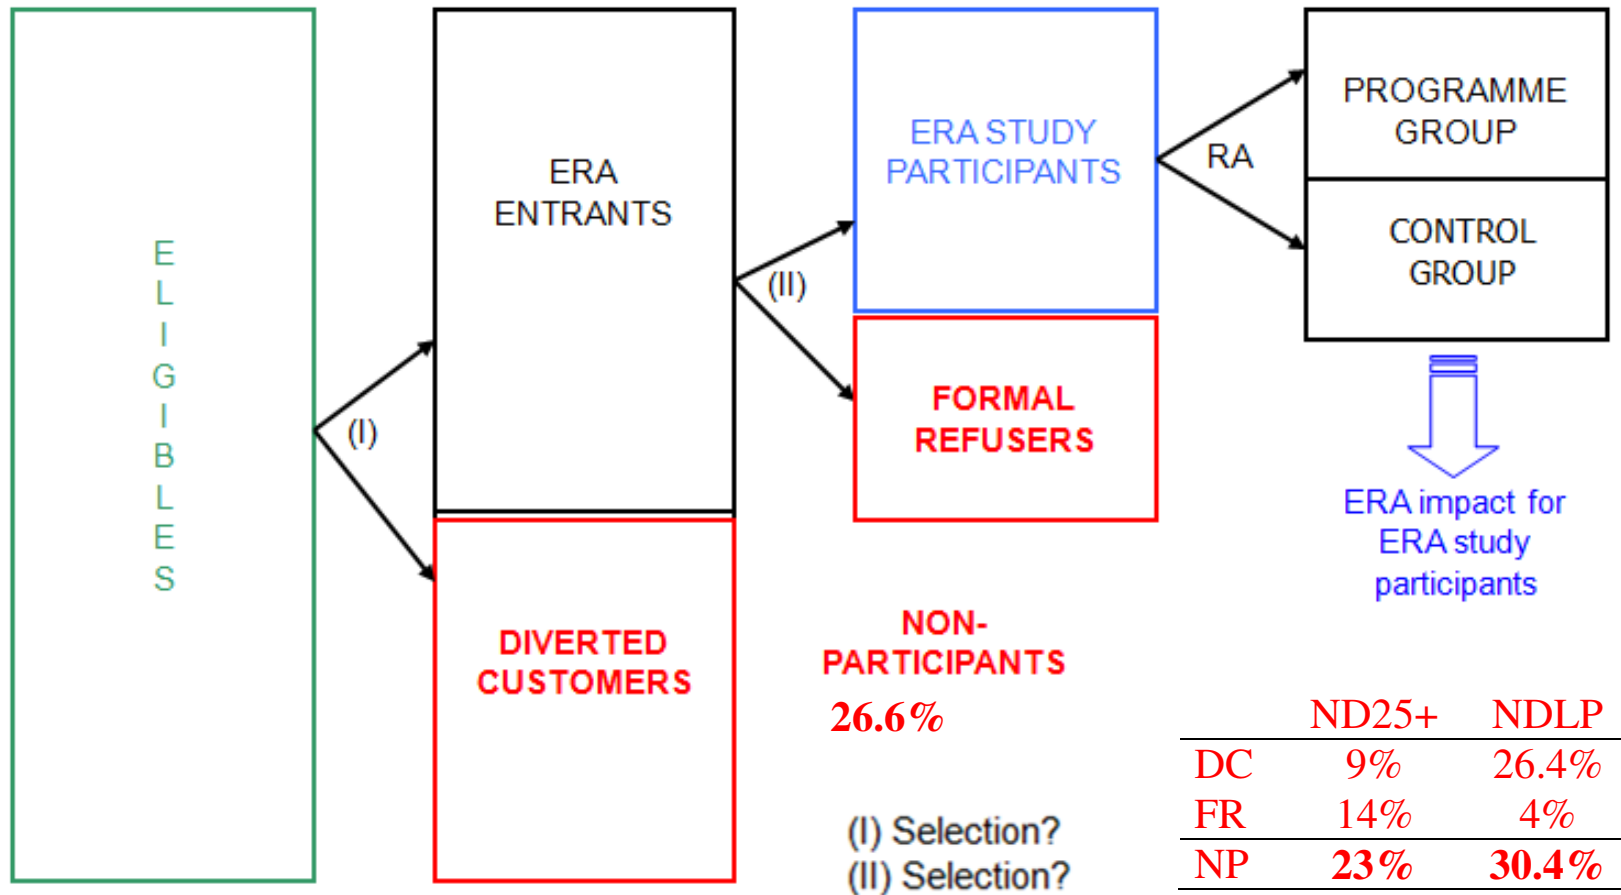 E
L
I
G
I
B
L
E
S
(I)
ERA
ENTRANTS
DIVERTED
CUSTOMERS
(II)
ERA STUDY
PARTICIPANTS
FORMAL
REFUSERS
NON-
PARTICIPANTS
26.6%
(I) Selection?
(II) Selection?
RA
PROGRAMME
GROUP
CONTROL
GROUP
ERA impact for
ERA study
participants
ND25+ NDLP
DC 9% 26.4%
FR 14% 4%
NP 23% 30.4%